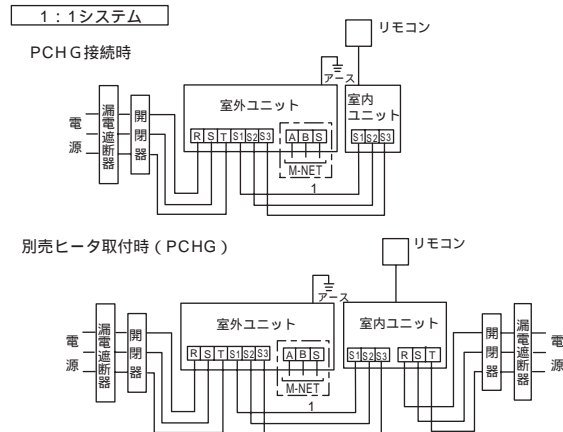 1：1システム
PCHG接続時
リモコン
アース
電源
漏電遮断器
開閉器
室外ユニット
R S T S1 S2 S3
A B S
M-NET
室内
ユニット
S1 S2 S3
1
別売ヒータ取付時（PCHG）
リモコン
アース
電源
漏電遮断器
開閉器
室外ユニット
R S T S1 S2 S3
A B S
M-NET
1
室内ユニット
S1 S2 S3
R S T
開閉器
漏電遮断器
電源